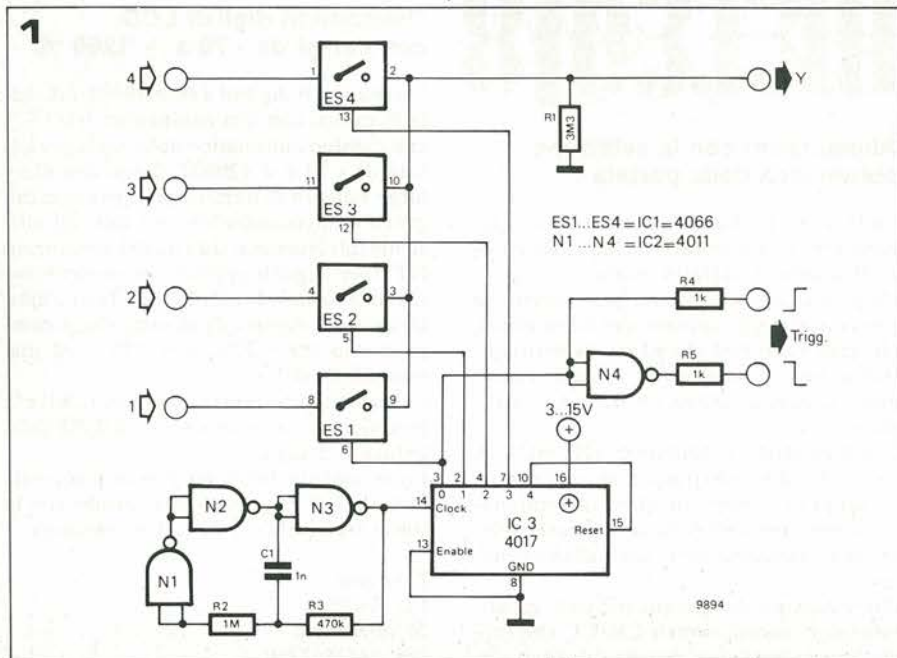 1
4
1
2
ES 4
13
Y
R1
3M3
3
11
10
ES 3
12
ES1...ES4=IC1=4066
N1 ...N4 =IC2=4011
2
4
3
ES 2
5
R4
1k
N4
R5
1k
Trigg.
1
8
9
ES 1
6
3...15V
3 2 4 7 10 16
0 1 2 3 4
N2
N3
14
Clock
IC 3
4017
Reset
15
13
Enable
GND
8
C1
1n
N1
R2
1M
R3
470k
9894